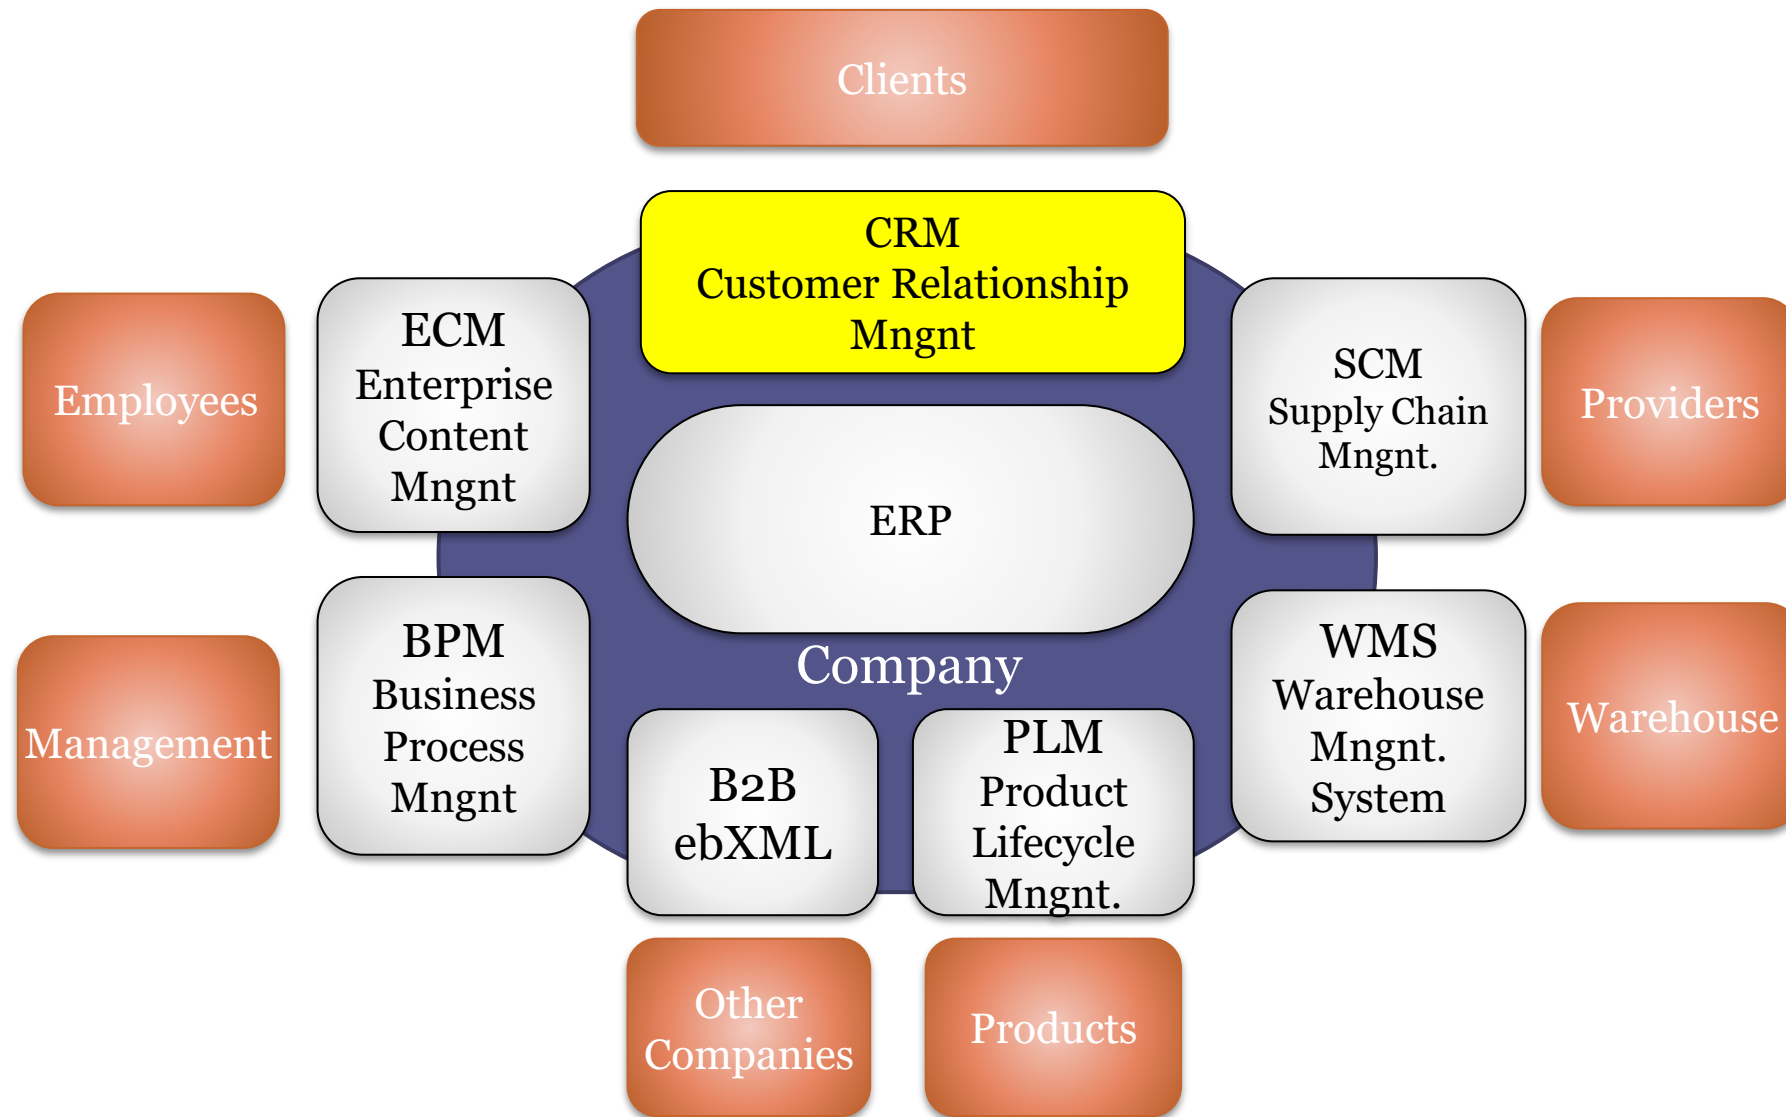 Clients
CRM
Customer Relationship
Mngnt
Employees
ECM
Enterprise
Content
Mngnt
SCM
Supply Chain
Mngnt.
Providers
ERP
Company
Management
BPM
Business
Process
Mngnt
B2B
ebXML
PLM
Product
Lifecycle
Mngnt.
WMS
Warehouse
Mngnt.
System
Warehouse
Other
Companies
Products